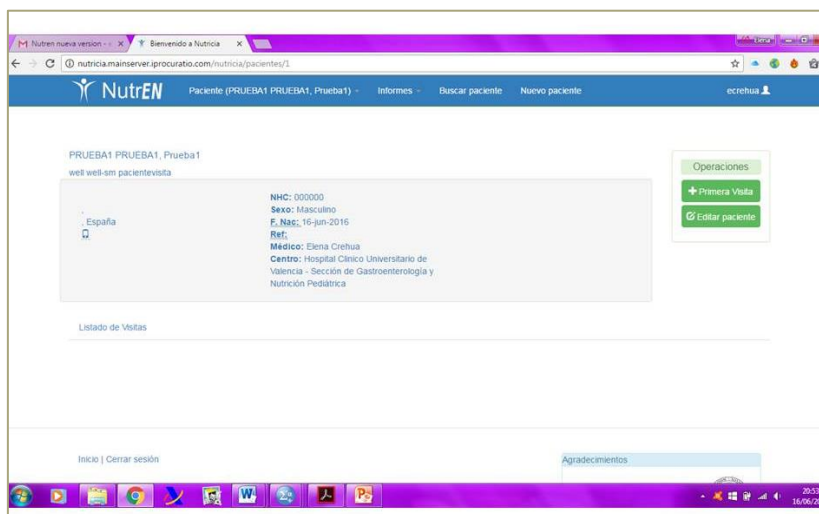 Nutren nueva version -
Bienvenido a Nutricia
Elena
nutricia.mainserver.iprocuratio.com/nutricia/pacientes/1
NutrEN
Paciente (PRUEBA1 PRUEBA1, Prueba1)
Informes
Buscar paciente
Nuevo paciente
ecrehua
PRUEBA1 PRUEBA1, Prueba1
well well-sm pacientevisita
, España
NHC: 000000
Sexo: Masculino
F. Nac: 16-jun-2016
Ref:
Médico: Elena Crehua
Centro: Hospital Clínico Universitario de
Valencia - Sección de Gastroenterología y
Nutrición Pediátrica
Operaciones
Primera Visita
Editar paciente
Listado de Visitas
Inicio | Cerrar sesión
Agradecimientos
20:53
16/06/20